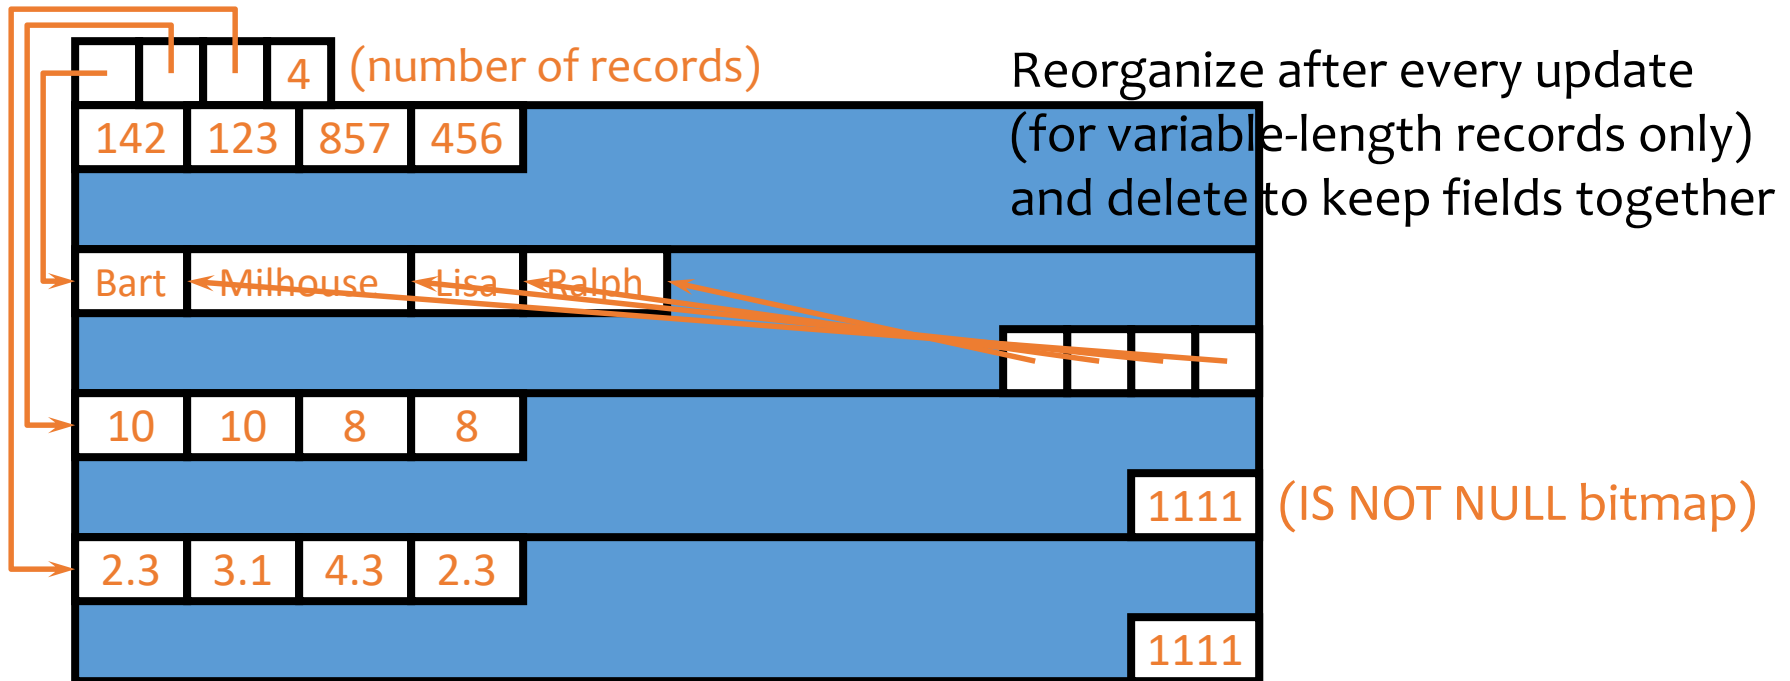 4 (number of records)
Reorganize after every update
(for variable-length records only)
and delete to keep fields together
142 123 857 456
Bart Milhouse Lisa Ralph
10 10 8 8
1111 (IS NOT NULL bitmap)
2.3 3.1 4.3 2.3
1111